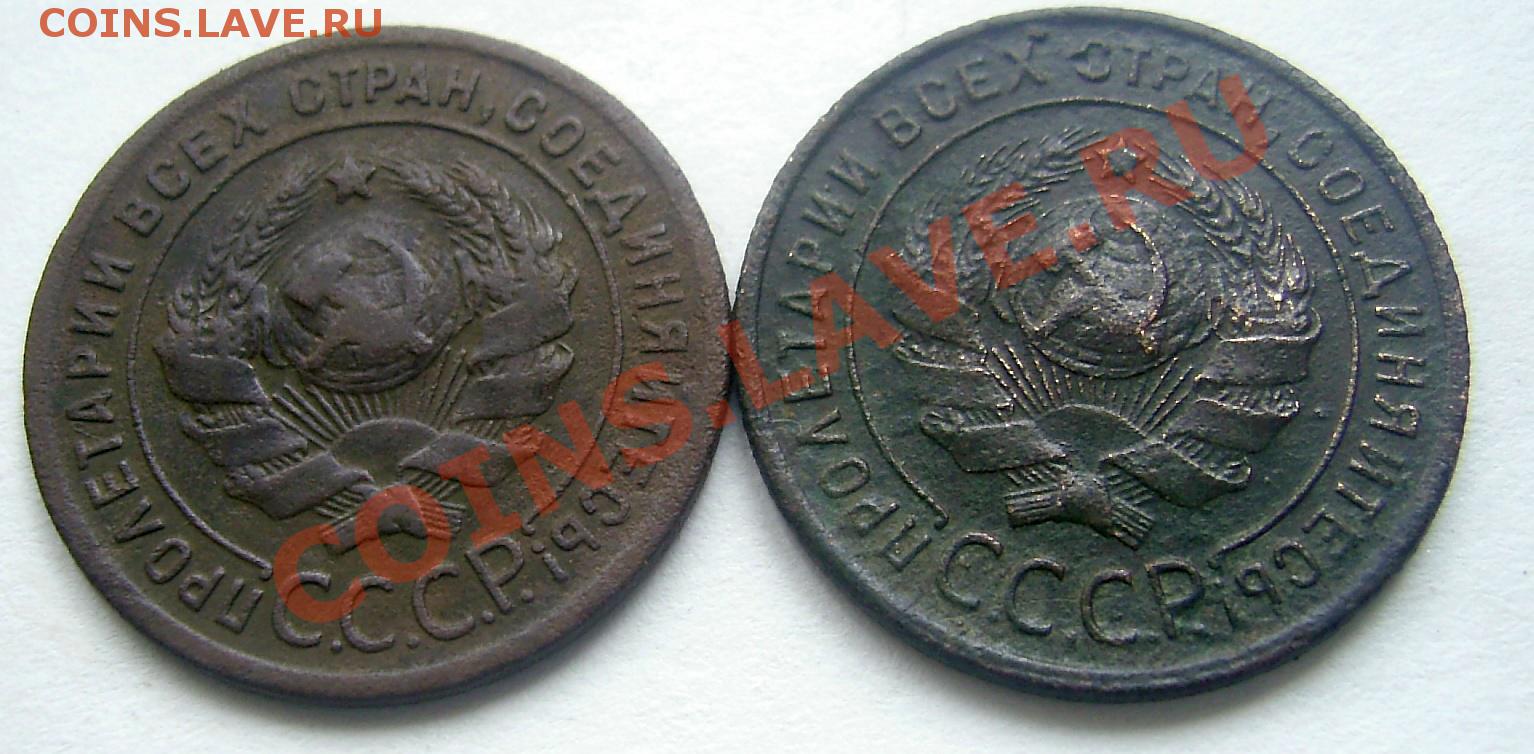 COINS.LAVE.RU
ПРОЛЕТАРИИ ВСЕХ СТРАН, СОЕДИНЯЙТЕСЬ!
С.С.С.Р.
ПРОЛЕТАРИИ ВСЕХ СТРАН, СОЕДИНЯЙТЕСЬ!
С.С.С.Р.
COINS.LAVE.RU